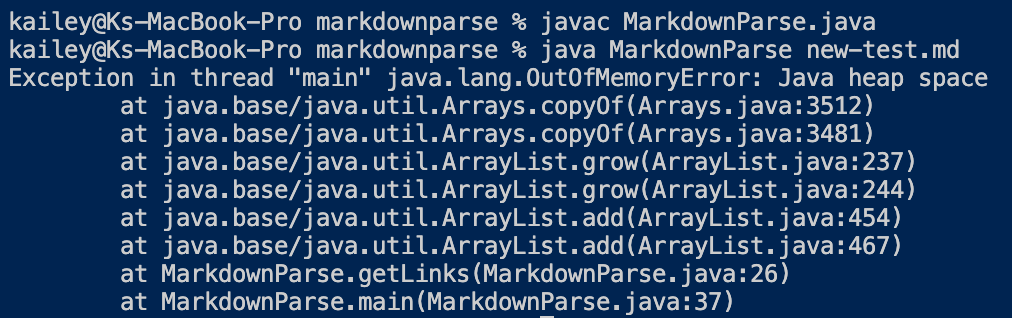 kailey@Ks-MacBook-Pro markdownparse % javac MarkdownParse.java
kailey@Ks-MacBook-Pro markdownparse % java MarkdownParse new-test.md
Exception in thread "main" java.lang.OutOfMemoryError: Java heap space
        at java.base/java.util.Arrays.copyOf(Arrays.java:3512)
        at java.base/java.util.Arrays.copyOf(Arrays.java:3481)
        at java.base/java.util.ArrayList.grow(ArrayList.java:237)
        at java.base/java.util.ArrayList.grow(ArrayList.java:244)
        at java.base/java.util.ArrayList.add(ArrayList.java:454)
        at java.base/java.util.ArrayList.add(ArrayList.java:467)
        at MarkdownParse.getLinks(MarkdownParse.java:26)
        at MarkdownParse.main(MarkdownParse.java:37)